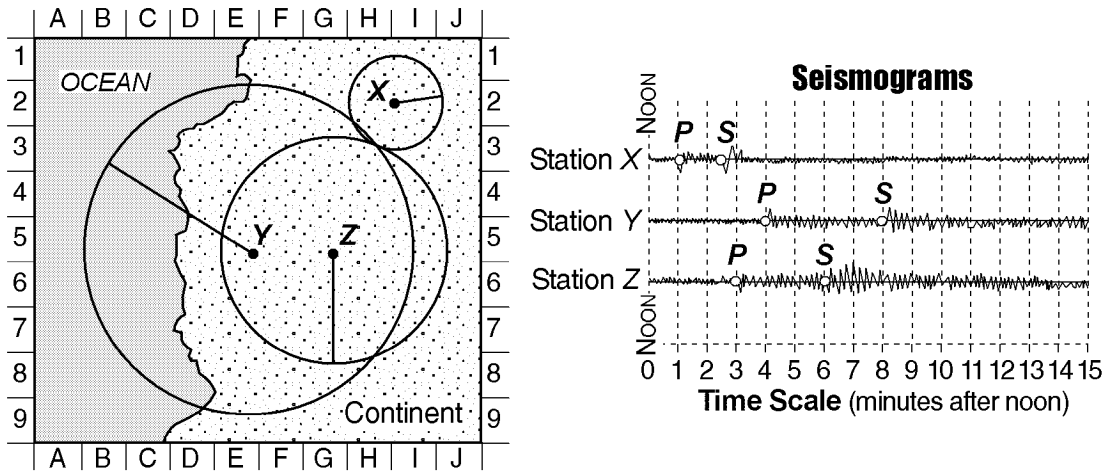 A B C D E F G H I J
1 1
OCEAN
X
2 2
3 3
4 4
Y Z
5 5
6 6
7 7
8 8
Continent
9 9
A B C D E F G H I J
Seismograms
NOON
P S
Station X
P S
Station Y
P S
Station Z
NOON
0 1 2 3 4 5 6 7 8 9 10 11 12 13 14 15
Time Scale (minutes after noon)